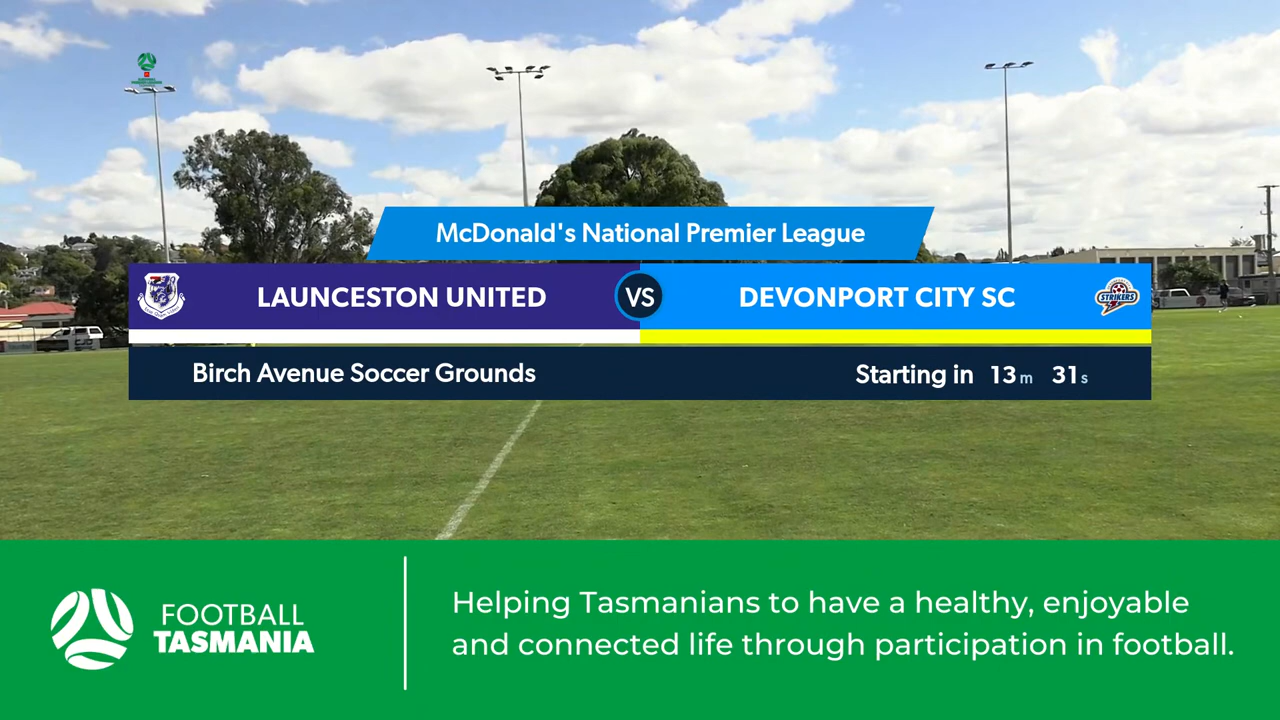 McDonald's National Premier League
LAUNCESTON UNITED
VS
DEVONPORT CITY SC
STRIKERS
Birch Avenue Soccer Grounds
Starting in 13m 31s
FOOTBALL
TASMANIA
Helping Tasmanians to have a healthy, enjoyable
and connected life through participation in football.